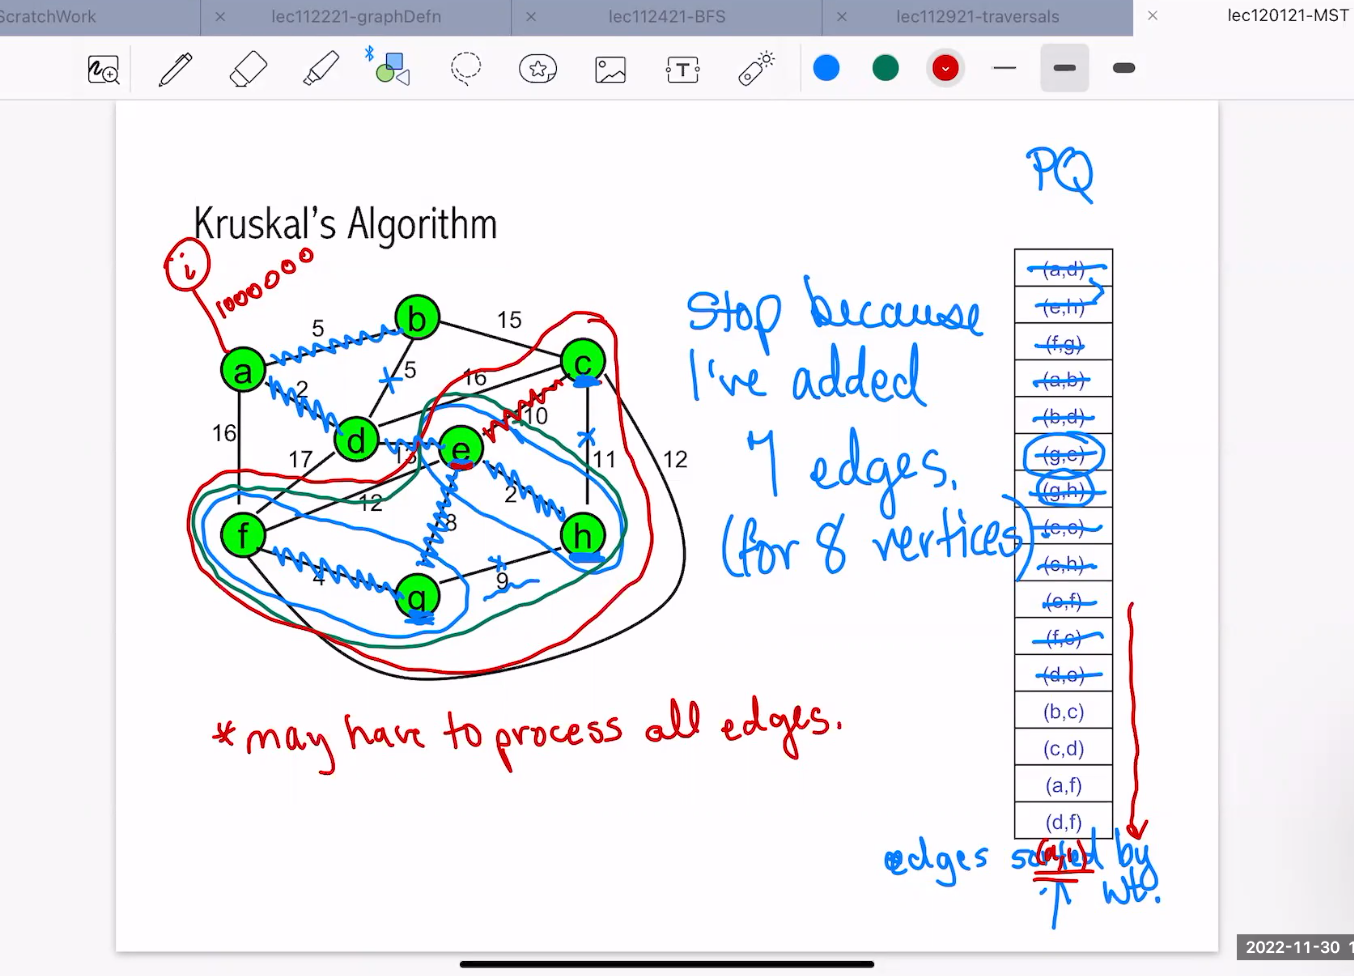 ScratchWork
lec112221-graphDefn
lec112421-BFS
lec112921-traversals
lec120121-MST
PQ
Kruskal's Algorithm
i
1000000
a
b
c
d
e
f
g
h
5
15
5
2
16
10
16
17
13
12
8
2
11
12
4
9
Stop because
I've added
7 edges.
(for 8 vertices)
(a,d)
(e,h)
(f,g)
(a,b)
(b,d)
(g,e)
(g,h)
(e,c)
(c,h)
(e,f)
(f,c)
(d,e)
(b,c)
(c,d)
(a,f)
(d,f)
(a,i)
*may have to process all edges.
edges sorted by
wt.
2022-11-30 1